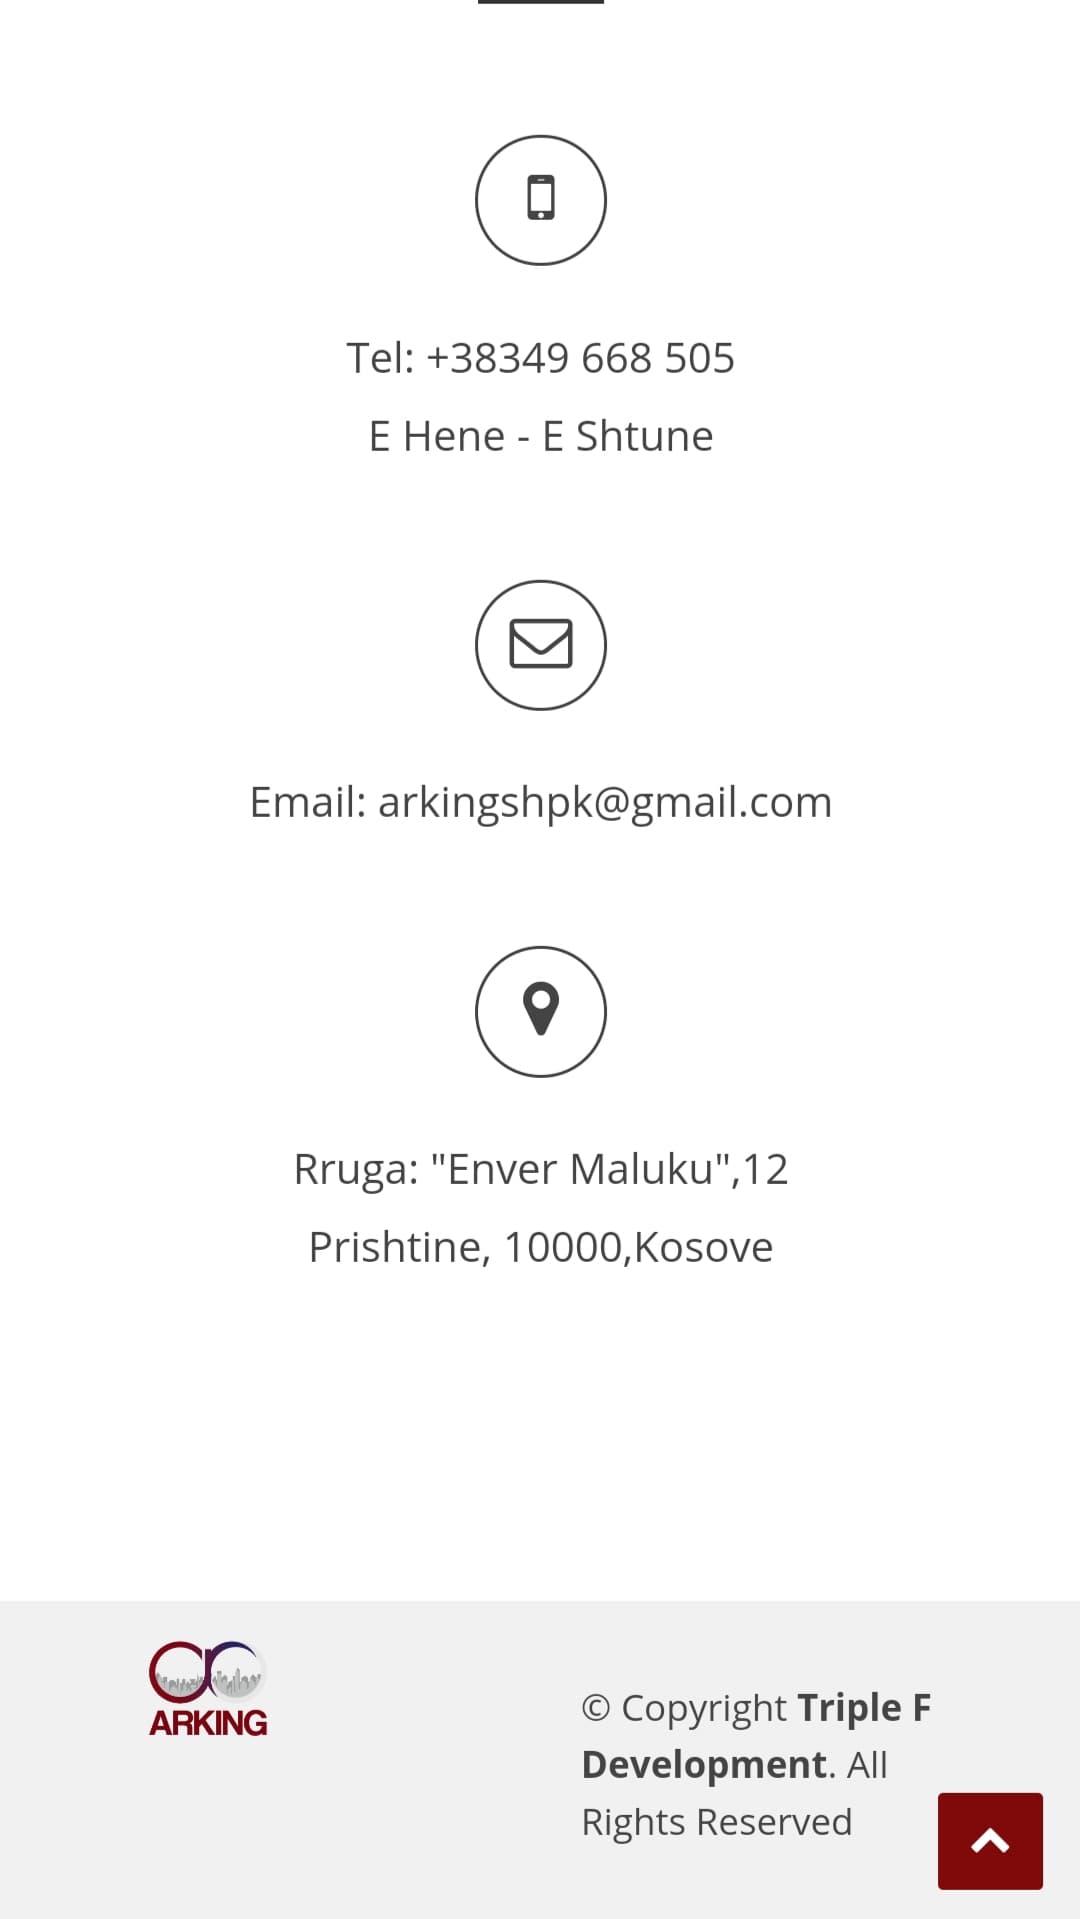 Tel: +38349 668 505
E Hene - E Shtune
Email: arkingshpk@gmail.com
Rruga: "Enver Maluku",12
Prishtine, 10000,Kosove
ARKING
© Copyright Triple F
Development. All
Rights Reserved